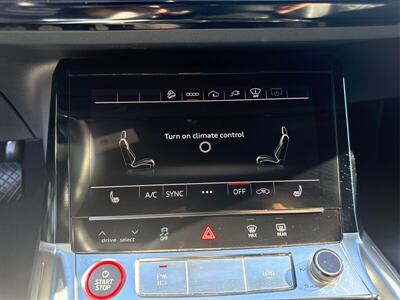 Turn on climate control
A/C SYNC ... OFF
drive select OFF MAX REAR
START
STOP